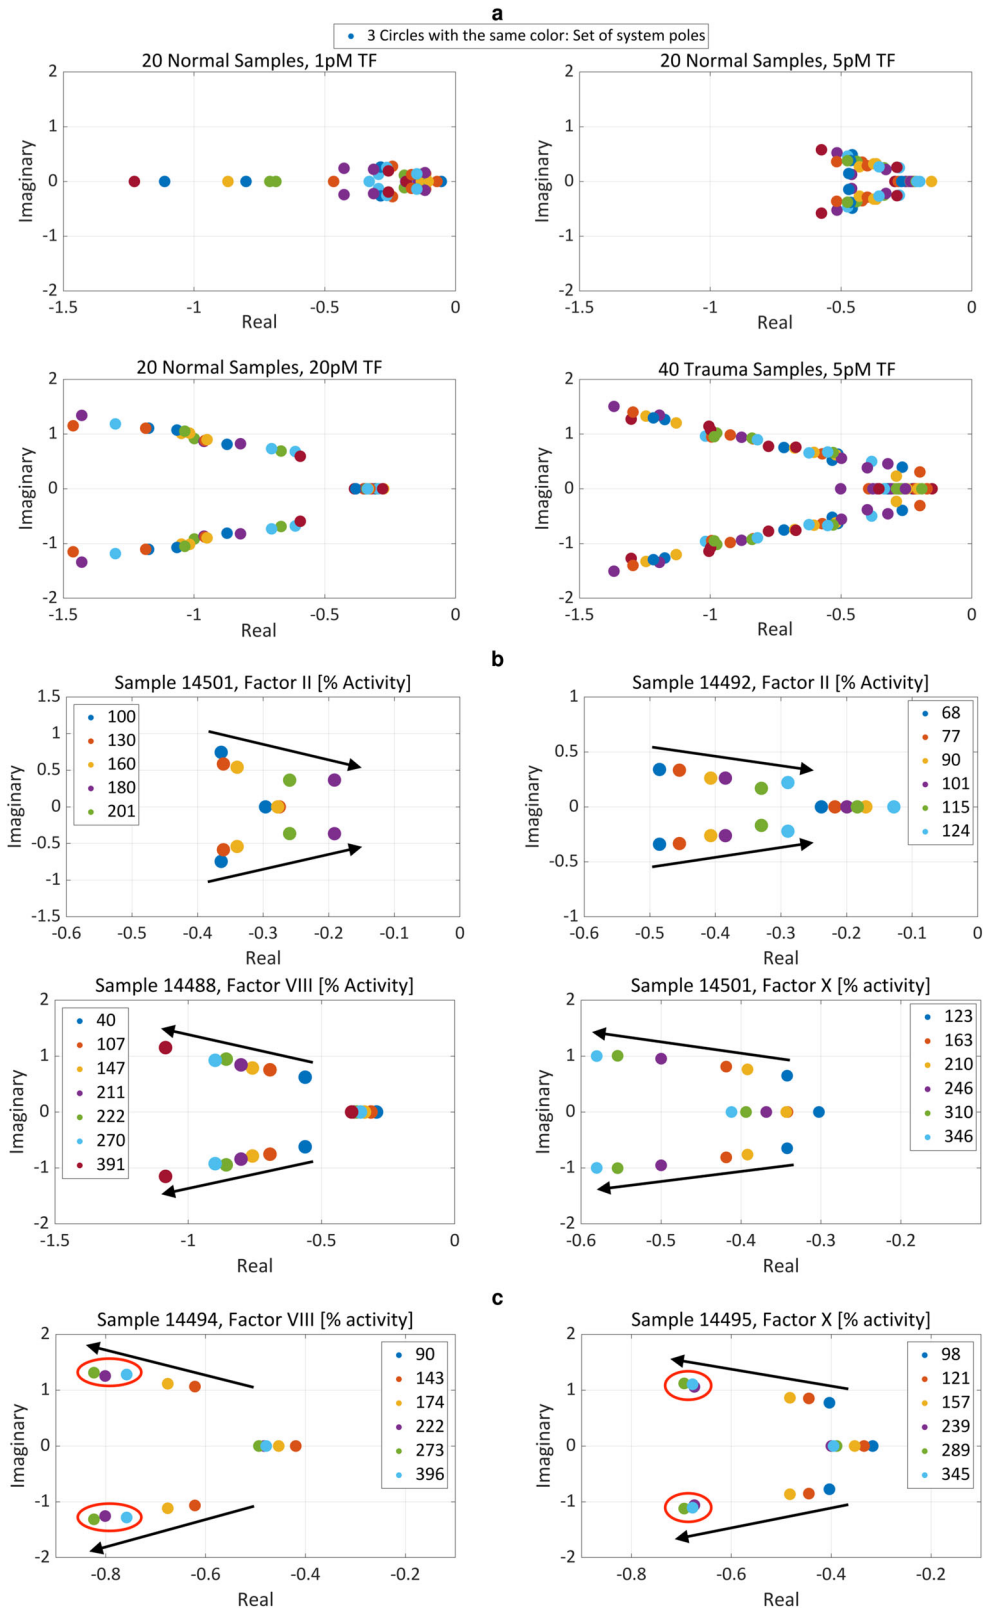 a
3 Circles with the same color: Set of system poles
20 Normal Samples, 1pM TF
20 Normal Samples, 5pM TF
2
1
0
-1
-2
Imaginary
-1.5 -1 -0.5 0
Real
2
1
0
-1
-2
Imaginary
-1.5 -1 -0.5 0
Real
20 Normal Samples, 20pM TF
40 Trauma Samples, 5pM TF
2
1
0
-1
-2
Imaginary
-1.5 -1 -0.5 0
Real
2
1
0
-1
-2
Imaginary
-1.5 -1 -0.5 0
Real
b
Sample 14501, Factor II [% Activity]
Sample 14492, Factor II [% Activity]
1.5
1
0.5
0
-0.5
-1
-1.5
Imaginary
100
130
160
180
201
-0.6 -0.5 -0.4 -0.3 -0.2 -0.1 0
Real
1
0.5
0
-0.5
-1
Imaginary
68
77
90
101
115
124
-0.6 -0.5 -0.4 -0.3 -0.2 -0.1 0
Real
Sample 14488, Factor VIII [% Activity]
Sample 14501, Factor X [% activity]
2
1
0
-1
-2
Imaginary
40
107
147
211
222
270
391
-1.5 -1 -0.5 0
Real
2
1
0
-1
-2
Imaginary
123
163
210
246
310
346
-0.6 -0.5 -0.4 -0.3 -0.2
Real
c
Sample 14494, Factor VIII [% activity]
Sample 14495, Factor X [% activity]
2
1
0
-1
-2
Imaginary
90
143
174
222
273
396
-0.8 -0.6 -0.4 -0.2
Real
2
1
0
-1
-2
Imaginary
98
121
157
239
289
345
-0.8 -0.6 -0.4 -0.2
Real